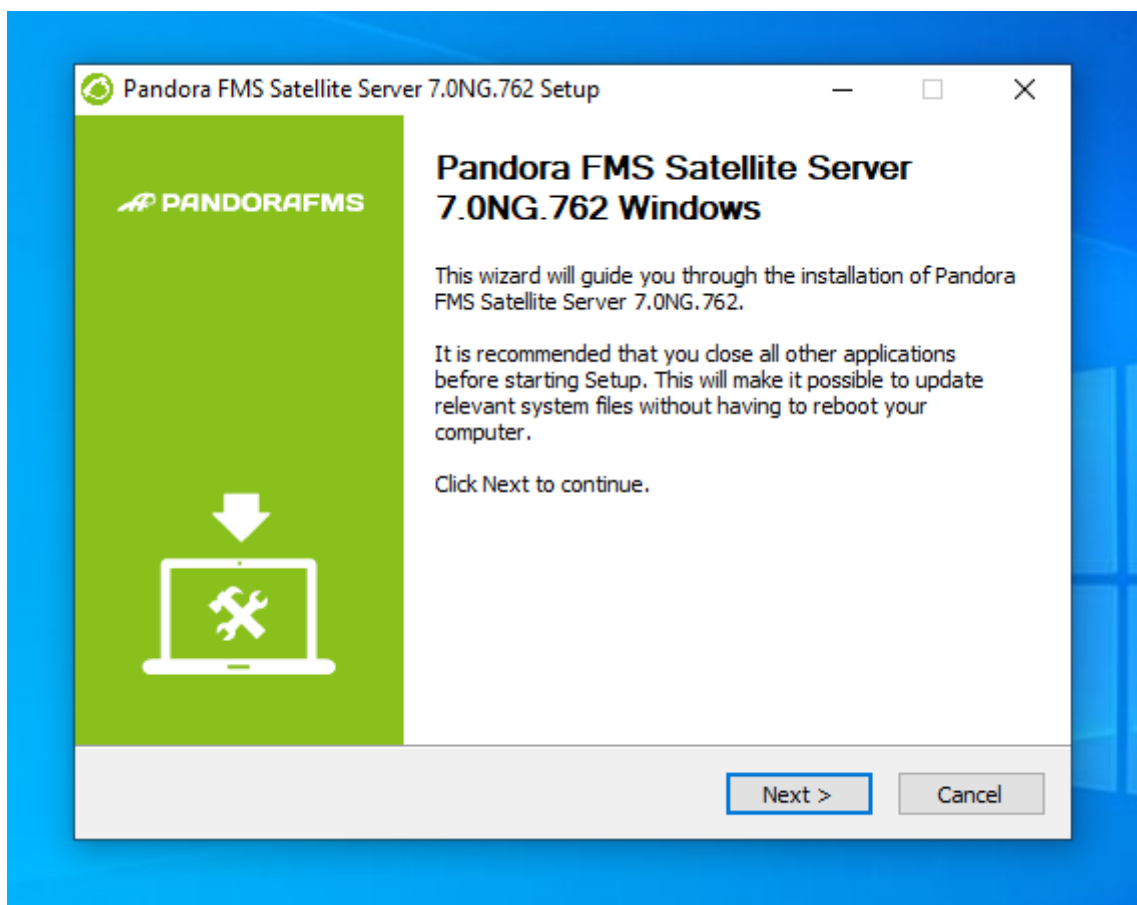 Pandora FMS Satellite Server 7.0NG.762 Setup
PANDORAFMS
Pandora FMS Satellite Server
7.0NG.762 Windows
This wizard will guide you through the installation of Pandora
FMS Satellite Server 7.0NG.762.
It is recommended that you close all other applications
before starting Setup. This will make it possible to update
relevant system files without having to reboot your
computer.
Click Next to continue.
Next >
Cancel